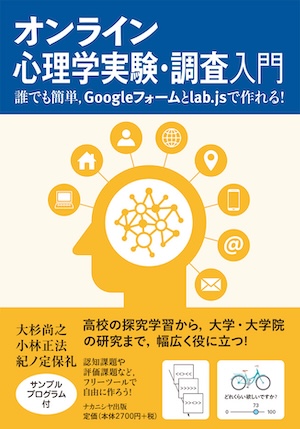 オンライン
心理学実験・調査入門
誰でも簡単,Googleフォームとlab.jsで作れる!
大杉尚之
小林正法
紀ノ定保礼
サンプル
プログラム
付
高校の探究学習から,大学・大学院
の研究まで,幅広く役に立つ!
認知課題や
評価課題など,
フリーツールで
自由に作ろう!
ナカニシヤ出版
定価(本体2700円+税)
どれくらい欲しいですか?
73
0
100